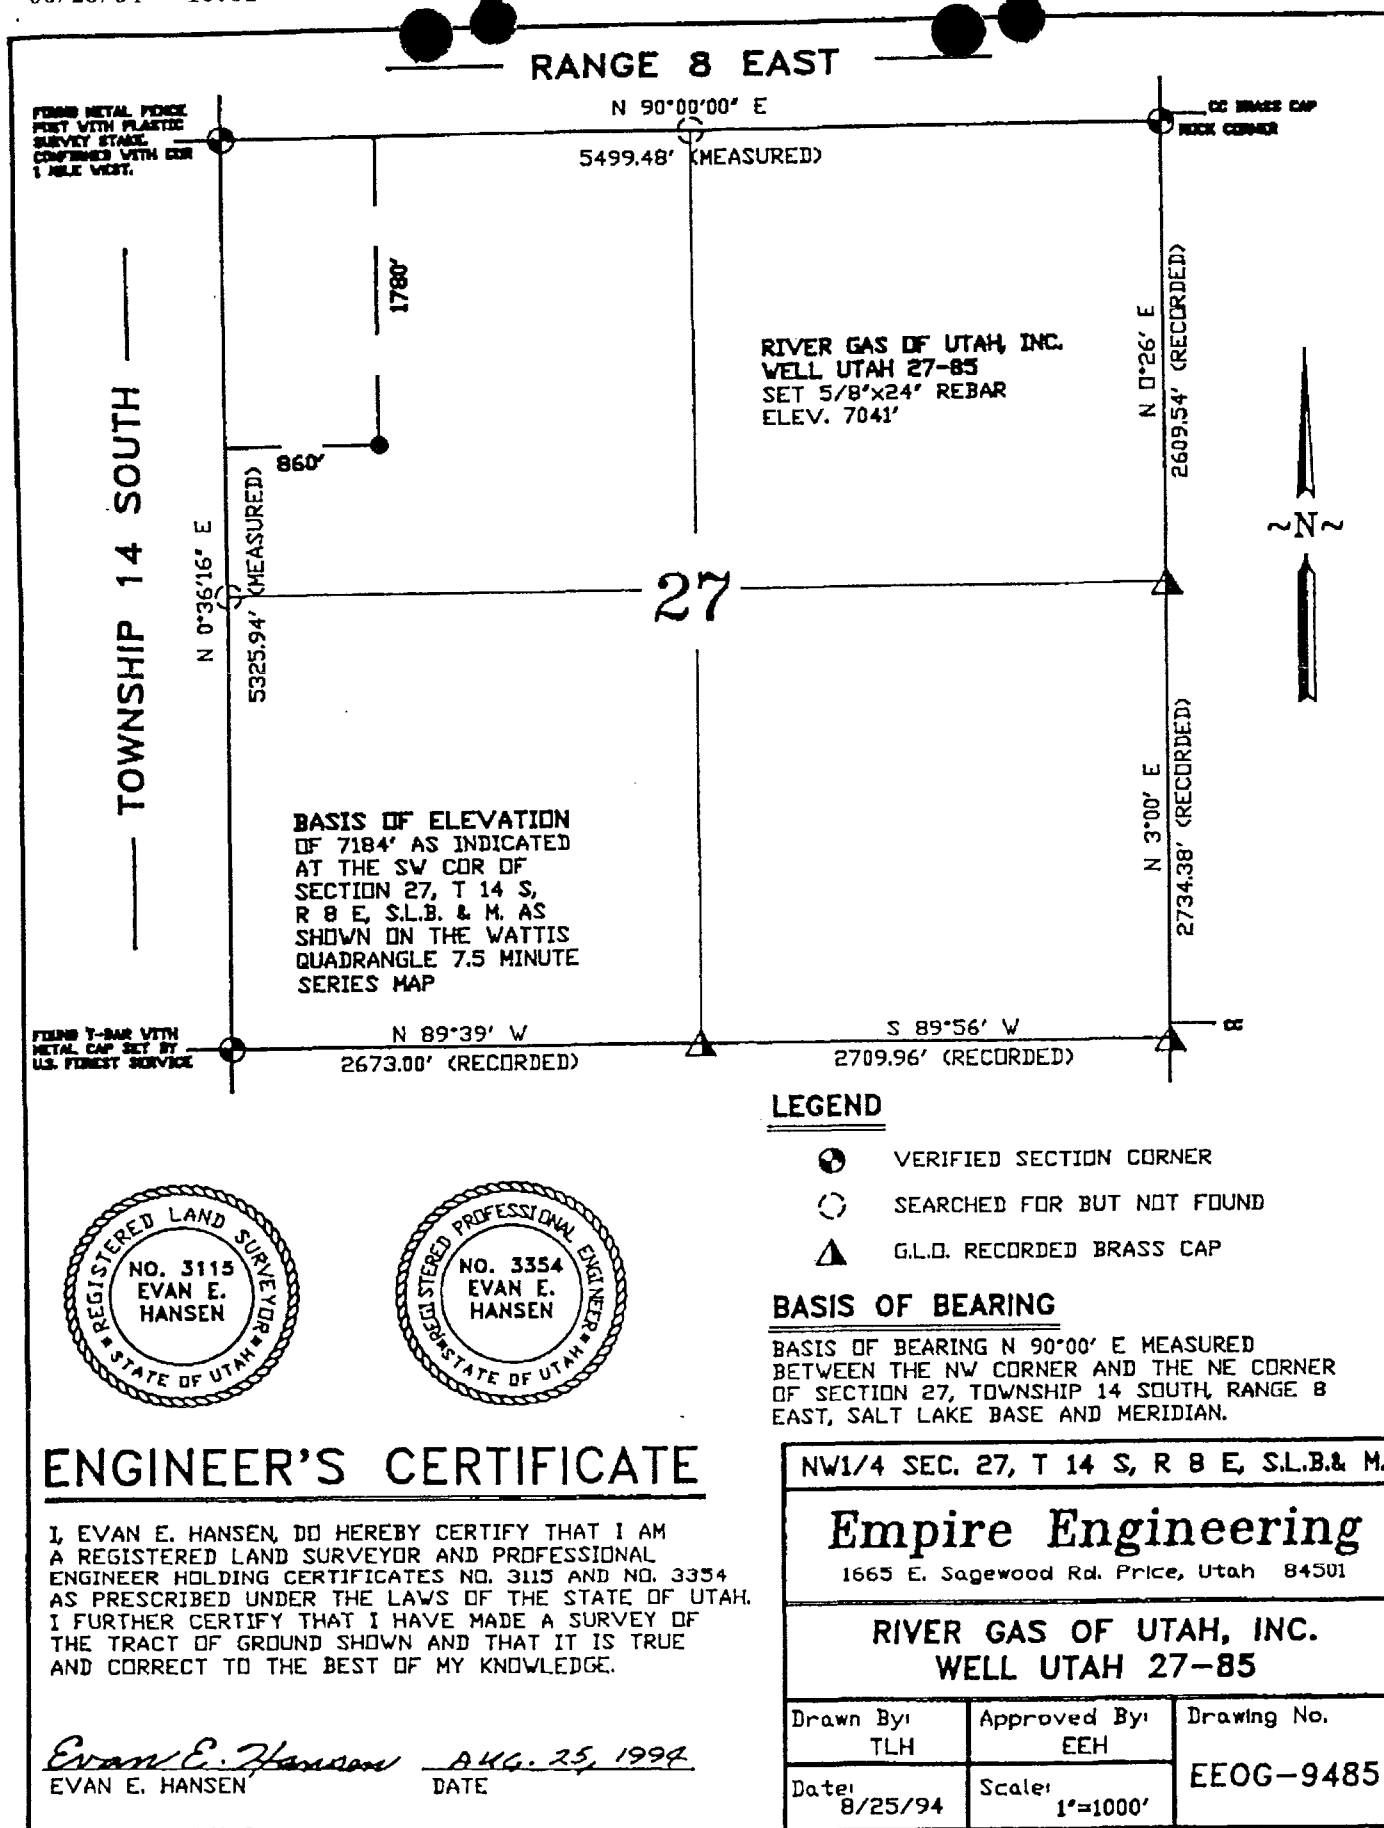 RANGE 8 EAST
N 90°00'00" E
5499.48' (MEASURED)
FOUND METAL FENCE
POST WITH PLASTIC
SURVEY STAKE.
CONFIRMED WITH COR
1 MILE WEST.
CC BRASS CAP
ROCK CORNER
1780'
860'
TOWNSHIP 14 SOUTH
N 0°36'16" E
5325.94' (MEASURED)
RIVER GAS OF UTAH, INC.
WELL UTAH 27-85
SET 5/8"x24" REBAR
ELEV. 7041'
N 0°26' E
2609.54' (RECORDED)
~N~
27
N 3°00' E
2734.38' (RECORDED)
BASIS OF ELEVATION
OF 7184' AS INDICATED
AT THE SW COR OF
SECTION 27, T 14 S,
R 8 E, S.L.B. & M. AS
SHOWN ON THE WATTIS
QUADRANGLE 7.5 MINUTE
SERIES MAP
FOUND T-BAR WITH
METAL CAP SET BY
U.S. FOREST SERVICE
N 89°39' W
2673.00' (RECORDED)
S 89°56' W
2709.96' (RECORDED)
CC
LEGEND
VERIFIED SECTION CORNER
SEARCHED FOR BUT NOT FOUND
G.L.O. RECORDED BRASS CAP
REGISTERED LAND SURVEYOR
NO. 3115
EVAN E.
HANSEN
STATE OF UTAH
REGISTERED PROFESSIONAL ENGINEER
NO. 3354
EVAN E.
HANSEN
STATE OF UTAH
BASIS OF BEARING
BASIS OF BEARING N 90°00' E MEASURED
BETWEEN THE NW CORNER AND THE NE CORNER
OF SECTION 27, TOWNSHIP 14 SOUTH, RANGE 8
EAST, SALT LAKE BASE AND MERIDIAN.
ENGINEER'S CERTIFICATE
I, EVAN E. HANSEN, DO HEREBY CERTIFY THAT I AM
A REGISTERED LAND SURVEYOR AND PROFESSIONAL
ENGINEER HOLDING CERTIFICATES NO. 3115 AND NO. 3354
AS PRESCRIBED UNDER THE LAWS OF THE STATE OF UTAH.
I FURTHER CERTIFY THAT I HAVE MADE A SURVEY OF
THE TRACT OF GROUND SHOWN AND THAT IT IS TRUE
AND CORRECT TO THE BEST OF MY KNOWLEDGE.
Evan E. Hansen AUG. 25, 1994
EVAN E. HANSEN DATE
NW1/4 SEC. 27, T 14 S, R 8 E, S.L.B.& M.
Empire Engineering
1665 E. Sagewood Rd. Price, Utah 84501
RIVER GAS OF UTAH, INC.
WELL UTAH 27-85
Drawn By:
TLH
Approved By:
EEH
Drawing No.
EEOG-9485
Date:
8/25/94
Scale:
1"=1000'